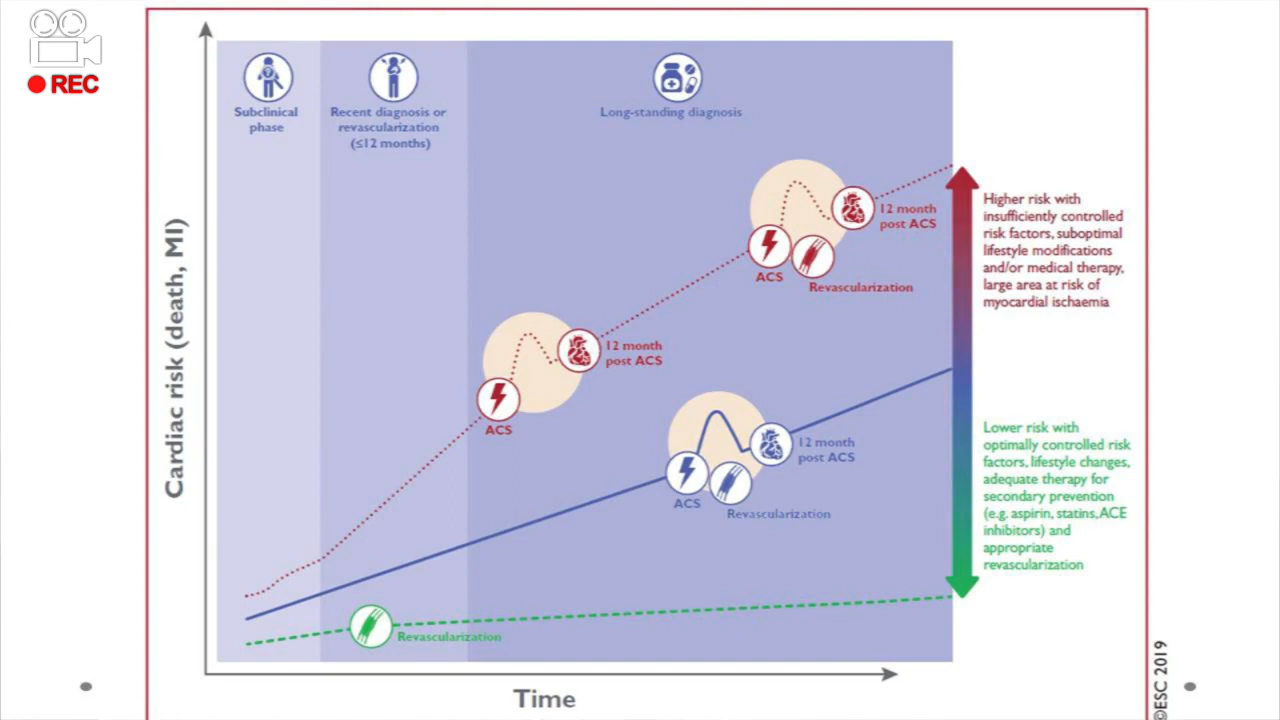 REC
Subclinical
phase
Recent diagnosis or
revascularization
(≤12 months)
Long-standing diagnosis
Cardiac risk (death, MI)
12 month
post ACS
ACS
Revascularization
12 month
post ACS
ACS
12 month
post ACS
ACS
Revascularization
Revascularization
Higher risk with
insufficiently controlled
risk factors, suboptimal
lifestyle modifications
and/or medical therapy,
large area at risk of
myocardial ischaemia
Lower risk with
optimally controlled risk
factors, lifestyle changes,
adequate therapy for
secondary prevention
(e.g. aspirin, statins, ACE
inhibitors) and
appropriate
revascularization
Time
©ESC 2019